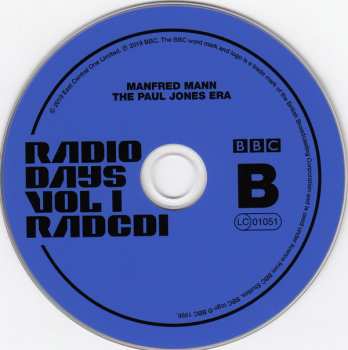 ℗ 2019 East Central One Limited. © 2019 BBC. The BBC word mark and logo is a trade mark of the British Broadcasting Corporation and is used under licence from BBC Studios. BBC logo © BBC 1996.
MANFRED MANN
THE PAUL JONES ERA
RADIO
DAYS
VOL 1
RADCD1
BBC
B
LC 01051